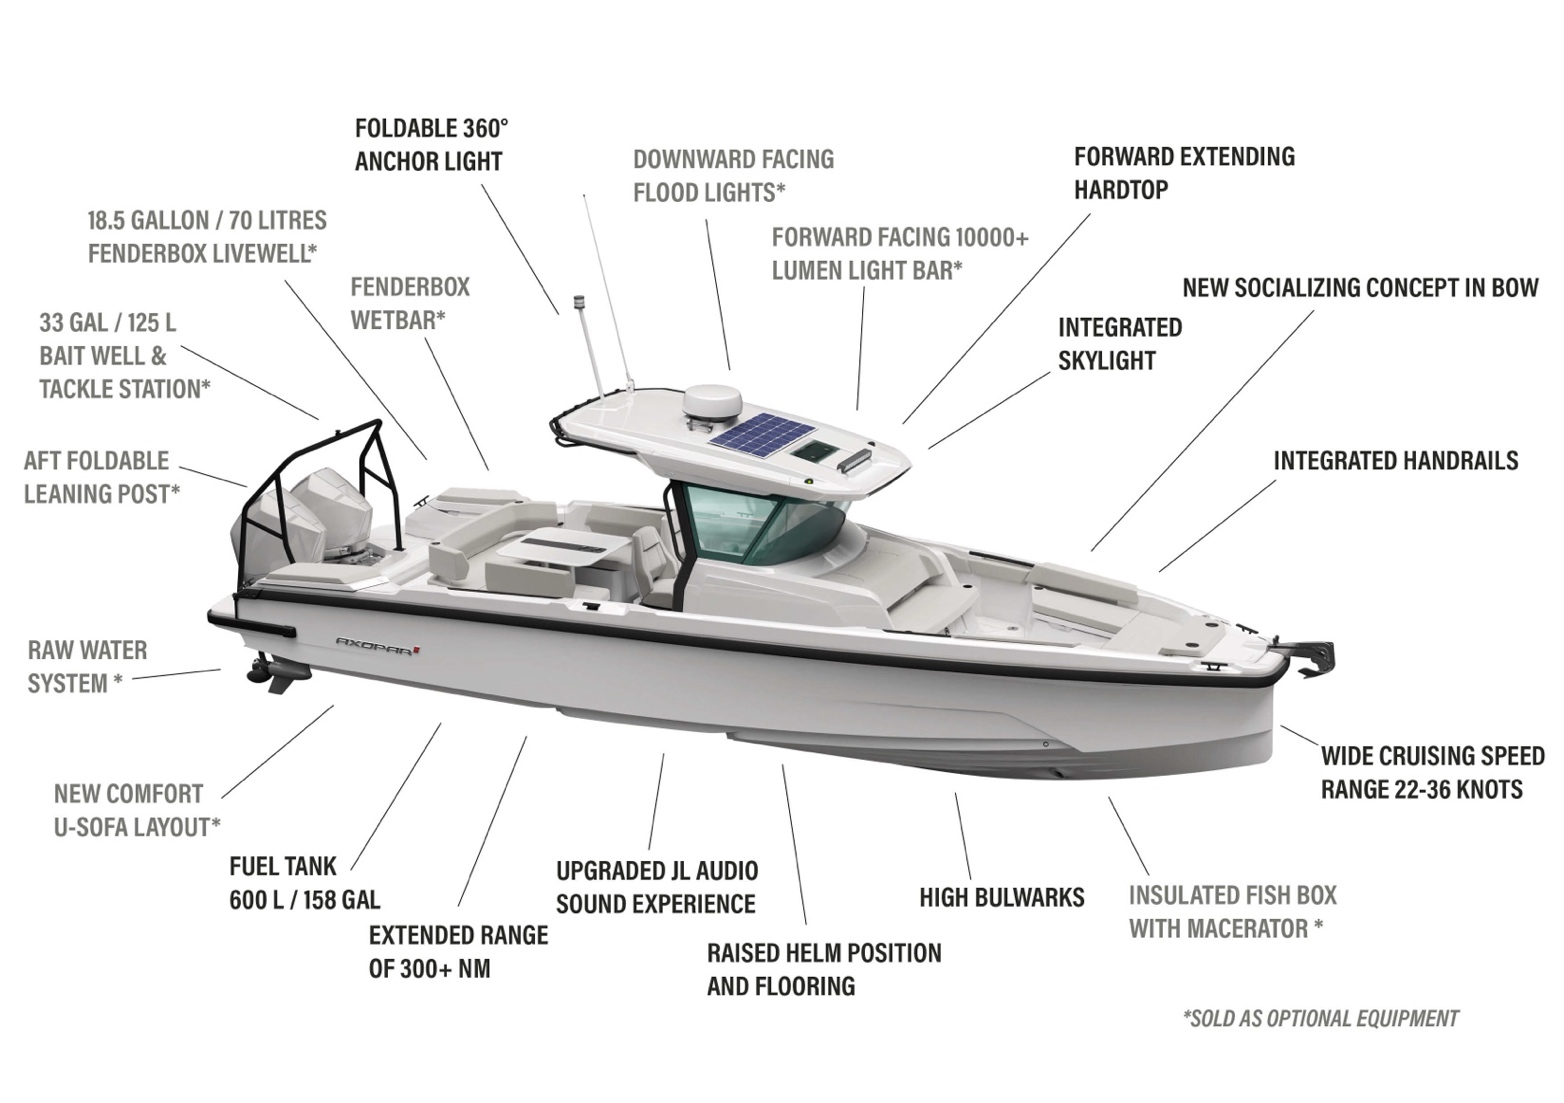 FOLDABLE 360°
ANCHOR LIGHT
DOWNWARD FACING
FLOOD LIGHTS*
FORWARD EXTENDING
HARDTOP
18.5 GALLON / 70 LITRES
FENDERBOX LIVEWELL*
FORWARD FACING 10000+
LUMEN LIGHT BAR*
FENDERBOX
WETBAR*
NEW SOCIALIZING CONCEPT IN BOW
33 GAL / 125 L
BAIT WELL &
TACKLE STATION*
INTEGRATED
SKYLIGHT
AFT FOLDABLE
LEANING POST*
INTEGRATED HANDRAILS
RAW WATER
SYSTEM *
AXOPAR
WIDE CRUISING SPEED
RANGE 22-36 KNOTS
NEW COMFORT
U-SOFA LAYOUT*
FUEL TANK
600 L / 158 GAL
UPGRADED JL AUDIO
SOUND EXPERIENCE
HIGH BULWARKS
INSULATED FISH BOX
WITH MACERATOR *
EXTENDED RANGE
OF 300+ NM
RAISED HELM POSITION
AND FLOORING
*SOLD AS OPTIONAL EQUIPMENT